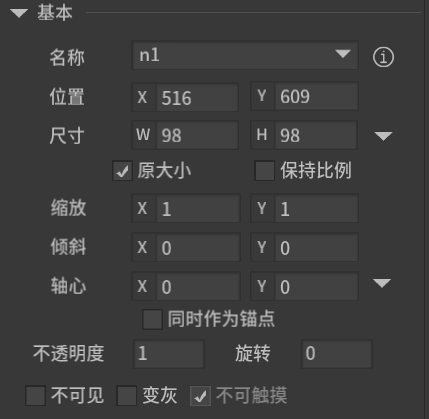 基本
名称 n1
位置 X 516 Y 609
尺寸 W 98 H 98
原大小 保持比例
缩放 X 1 Y 1
倾斜 X 0 Y 0
轴心 X 0 Y 0
同时作为锚点
不透明度 1 旋转 0
不可见 变灰 不可触摸